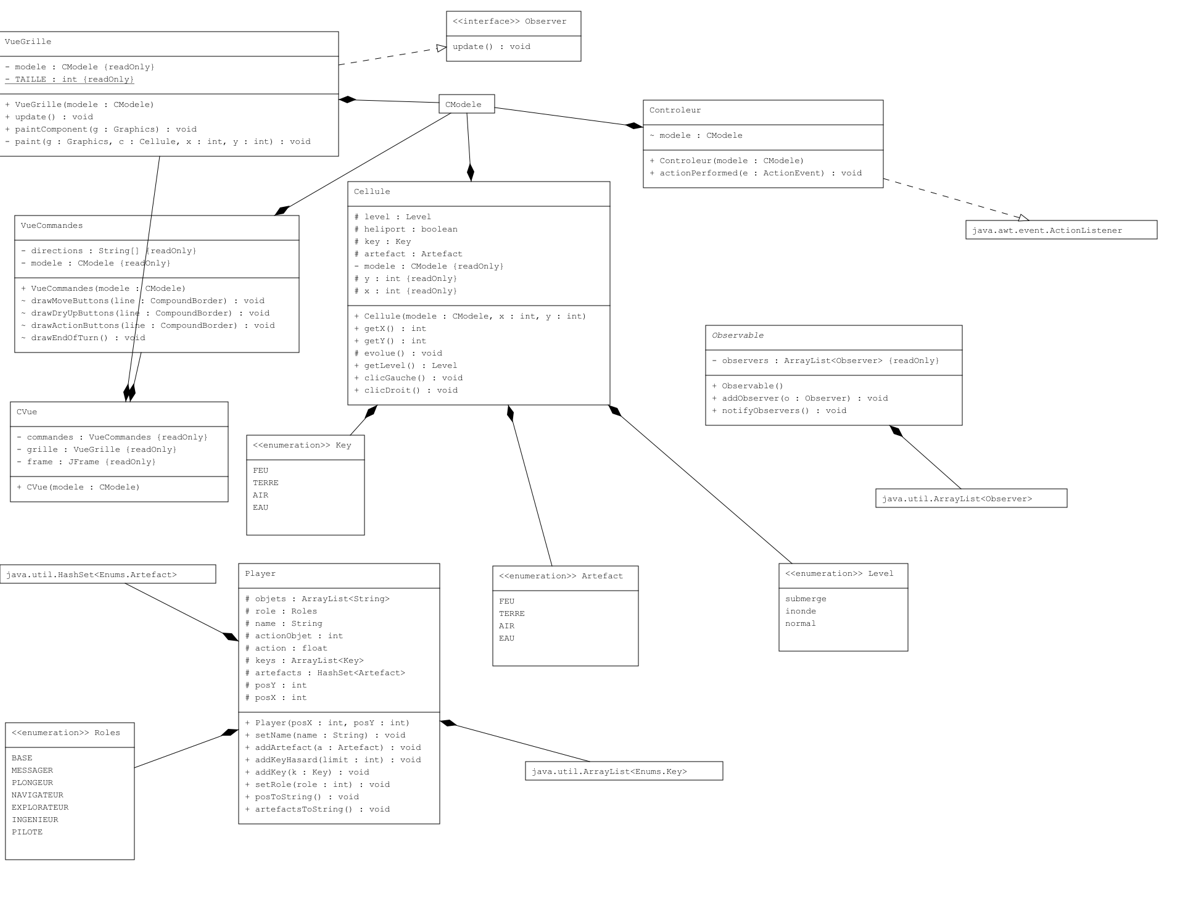 <<interface>> Observer
update() : void
VueGrille
- modele : CModele {readOnly}
- TAILLE : int {readOnly}
+ VueGrille(modele : CModele)
+ update() : void
+ paintComponent(g : Graphics) : void
- paint(g : Graphics, c : Cellule, x : int, y : int) : void
CModele
Controleur
~ modele : CModele
+ Controleur(modele : CModele)
+ actionPerformed(e : ActionEvent) : void
java.awt.event.ActionListener
Cellule
# level : Level
# heliport : boolean
# key : Key
# artefact : Artefact
- modele : CModele {readOnly}
# y : int {readOnly}
# x : int {readOnly}
+ Cellule(modele : CModele, x : int, y : int)
+ getX() : int
+ getY() : int
# evolue() : void
+ getLevel() : Level
+ clicGauche() : void
+ clicDroit() : void
VueCommandes
- directions : String[] {readOnly}
- modele : CModele {readOnly}
+ VueCommandes(modele : CModele)
~ drawMoveButtons(line : CompoundBorder) : void
~ drawDryUpButtons(line : CompoundBorder) : void
~ drawActionButtons(line : CompoundBorder) : void
~ drawEndOfTurn() : void
Observable
- observers : ArrayList<Observer> {readOnly}
+ Observable()
+ addObserver(o : Observer) : void
+ notifyObservers() : void
CVue
- commandes : VueCommandes {readOnly}
- grille : VueGrille {readOnly}
- frame : JFrame {readOnly}
+ CVue(modele : CModele)
<<enumeration>> Key
FEU
TERRE
AIR
EAU
java.util.ArrayList<Observer>
java.util.HashSet<Enums.Artefact>
Player
# objets : ArrayList<String>
# role : Roles
# name : String
# actionObjet : int
# action : float
# keys : ArrayList<Key>
# artefacts : HashSet<Artefact>
# posY : int
# posX : int
+ Player(posX : int, posY : int)
+ setName(name : String) : void
+ addArtefact(a : Artefact) : void
+ addKeyHasard(limit : int) : void
+ addKey(k : Key) : void
+ setRole(role : int) : void
+ posToString() : void
+ artefactsToString() : void
<<enumeration>> Artefact
FEU
TERRE
AIR
EAU
<<enumeration>> Level
submerge
inonde
normal
<<enumeration>> Roles
BASE
MESSAGER
PLONGEUR
NAVIGATEUR
EXPLORATEUR
INGENIEUR
PILOTE
java.util.ArrayList<Enums.Key>